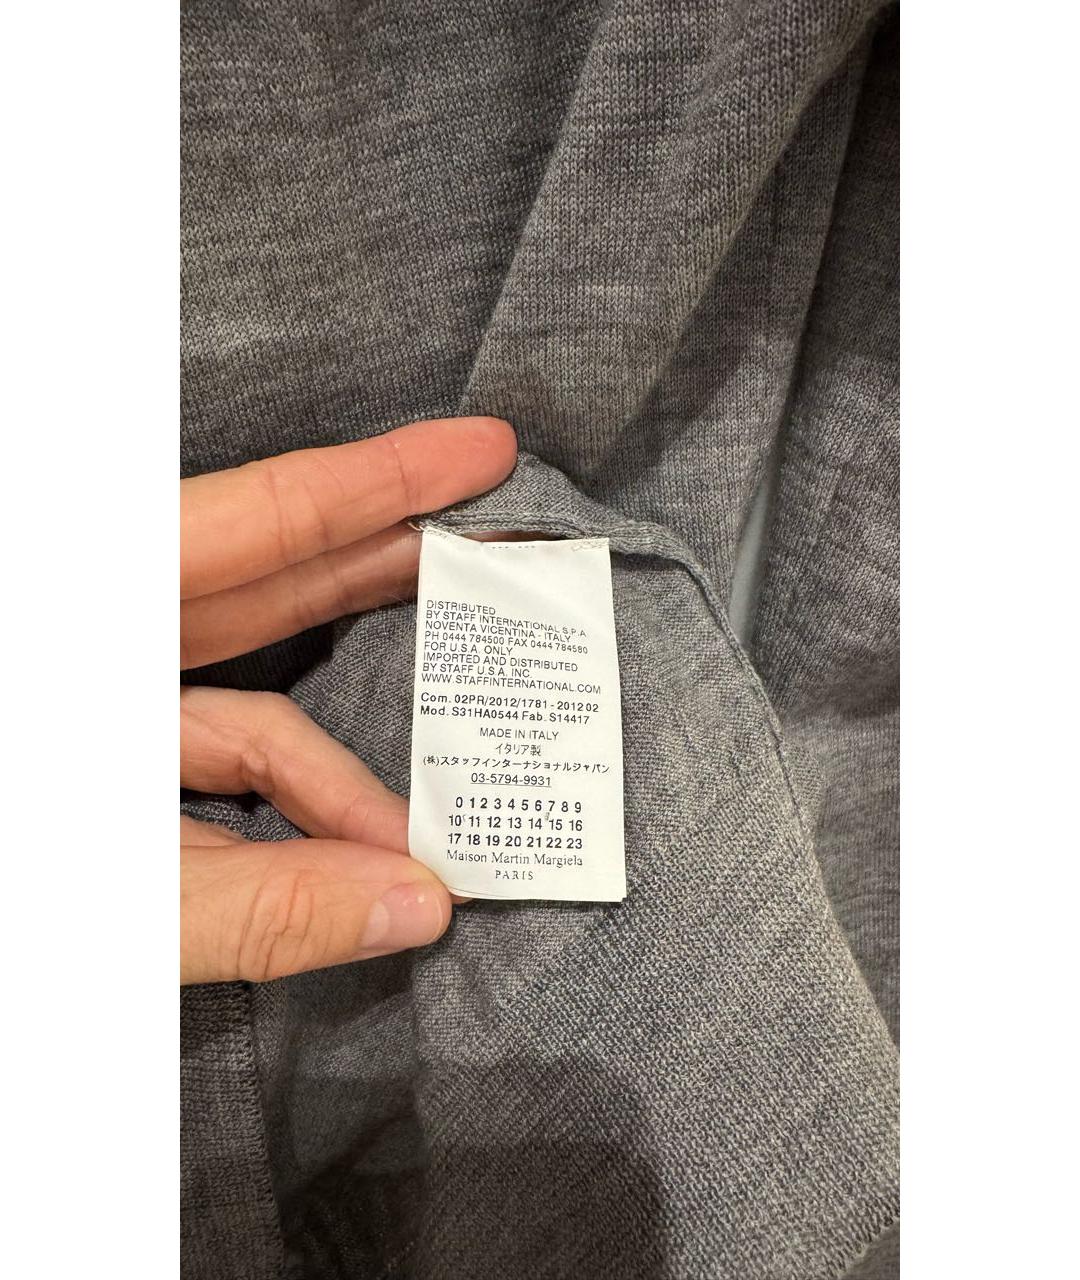 DISTRIBUTED
BY STAFF INTERNATIONAL S.P.A.
NOVENTA VICENTINA - ITALY
PH 0444 784500 FAX 0444 784580
FOR U.S.A. ONLY
IMPORTED AND DISTRIBUTED
BY STAFF U.S.A. INC.
WWW.STAFFINTERNATIONAL.COM
Com. 02PR/2012/1781 - 2012 02
Mod. S31HA0544 Fab. S14417
MADE IN ITALY
イタリア製
(株)スタッフインターナショナルジャパン
03-5794-9931
0 1 2 3 4 5 6 7 8 9
10 11 12 13 14 15 16
17 18 19 20 21 22 23
Maison Martin Margiela
PARIS